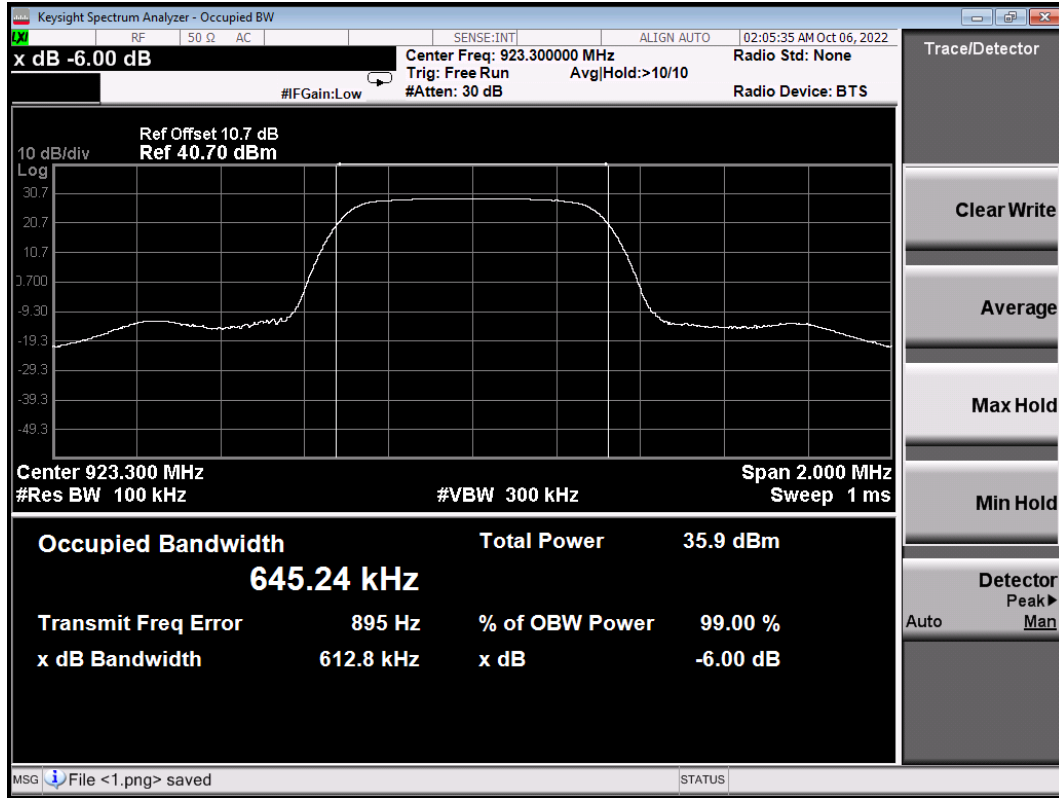 Keysight Spectrum Analyzer - Occupied BW
LXI RF 50 Ω AC SENSE:INT ALIGN AUTO 02:05:35 AM Oct 06, 2022
x dB -6.00 dB
Center Freq: 923.300000 MHz Radio Std: None
Trig: Free Run Avg|Hold:>10/10
#IFGain:Low #Atten: 30 dB Radio Device: BTS
Ref Offset 10.7 dB
10 dB/div Ref 40.70 dBm
Log
30.7
20.7
10.7
0.700
-9.30
-19.3
-29.3
-39.3
-49.3
Center 923.300 MHz Span 2.000 MHz
#Res BW 100 kHz #VBW 300 kHz Sweep 1 ms
Occupied Bandwidth Total Power 35.9 dBm
645.24 kHz
Transmit Freq Error 895 Hz % of OBW Power 99.00 %
x dB Bandwidth 612.8 kHz x dB -6.00 dB
Trace/Detector
Clear Write
Average
Max Hold
Min Hold
Detector
Peak▶
Auto Man
MSG File <1.png> saved STATUS